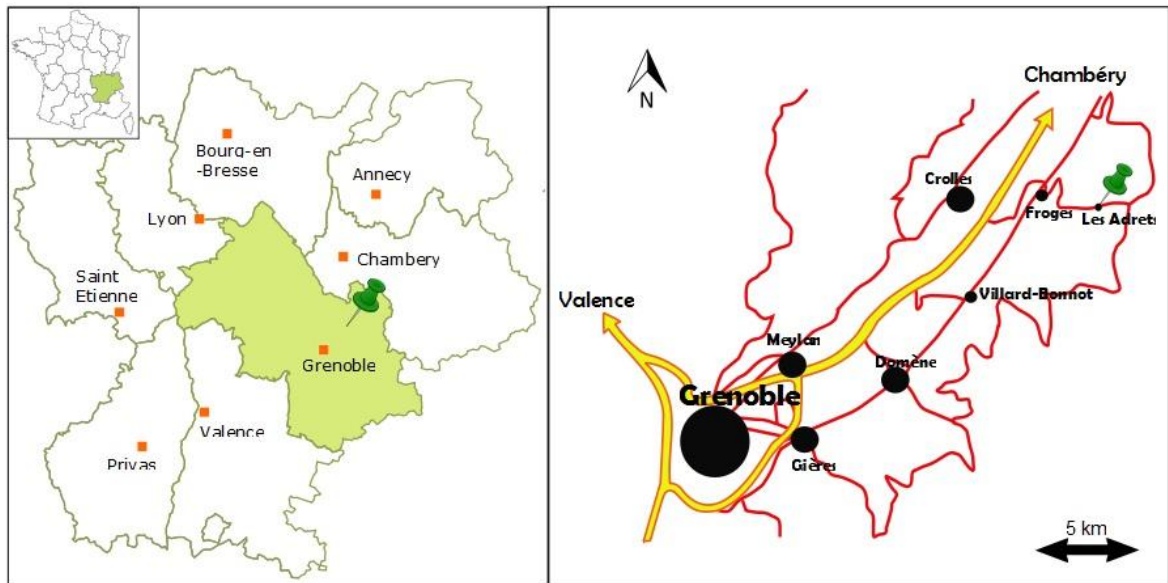 Bourg-en
-Bresse
Annecy
Lyon
Chambery
Saint
Etienne
Grenoble
Valence
Privas
N
Chambéry
Crolles
Froges
Les Adrets
Valence
Villard-Bonnot
Meylan
Domène
Grenoble
Gières
5 km